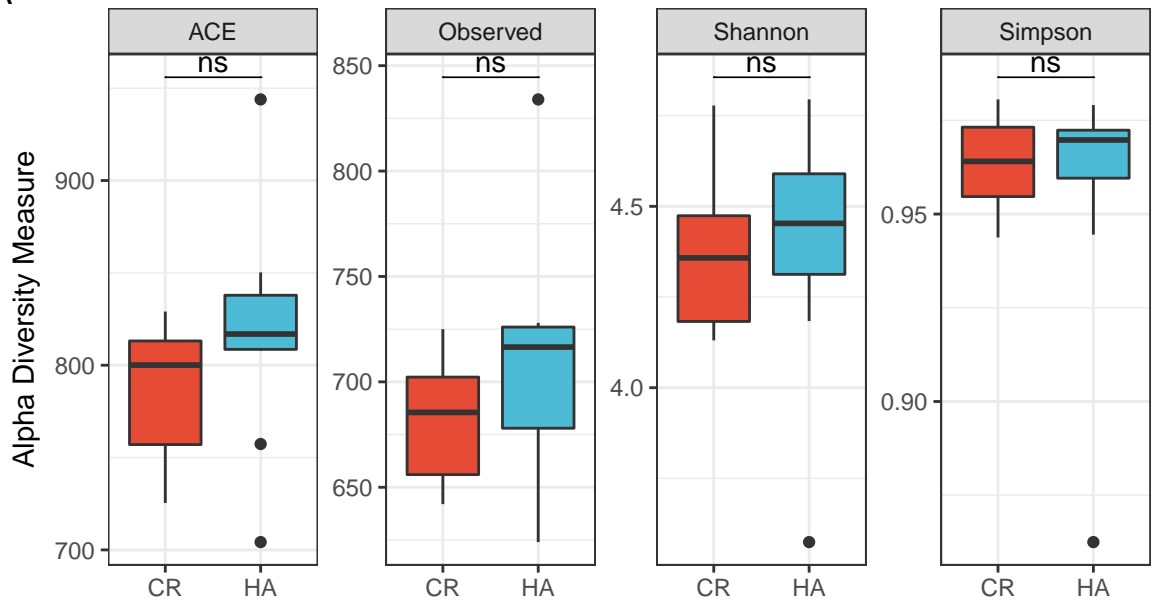 ACE
Observed
Shannon
Simpson
ns
ns
ns
ns
Alpha Diversity Measure
900
800
700
850
800
750
700
650
4.5
4.0
0.95
0.90
CR
HA
CR
HA
CR
HA
CR
HA